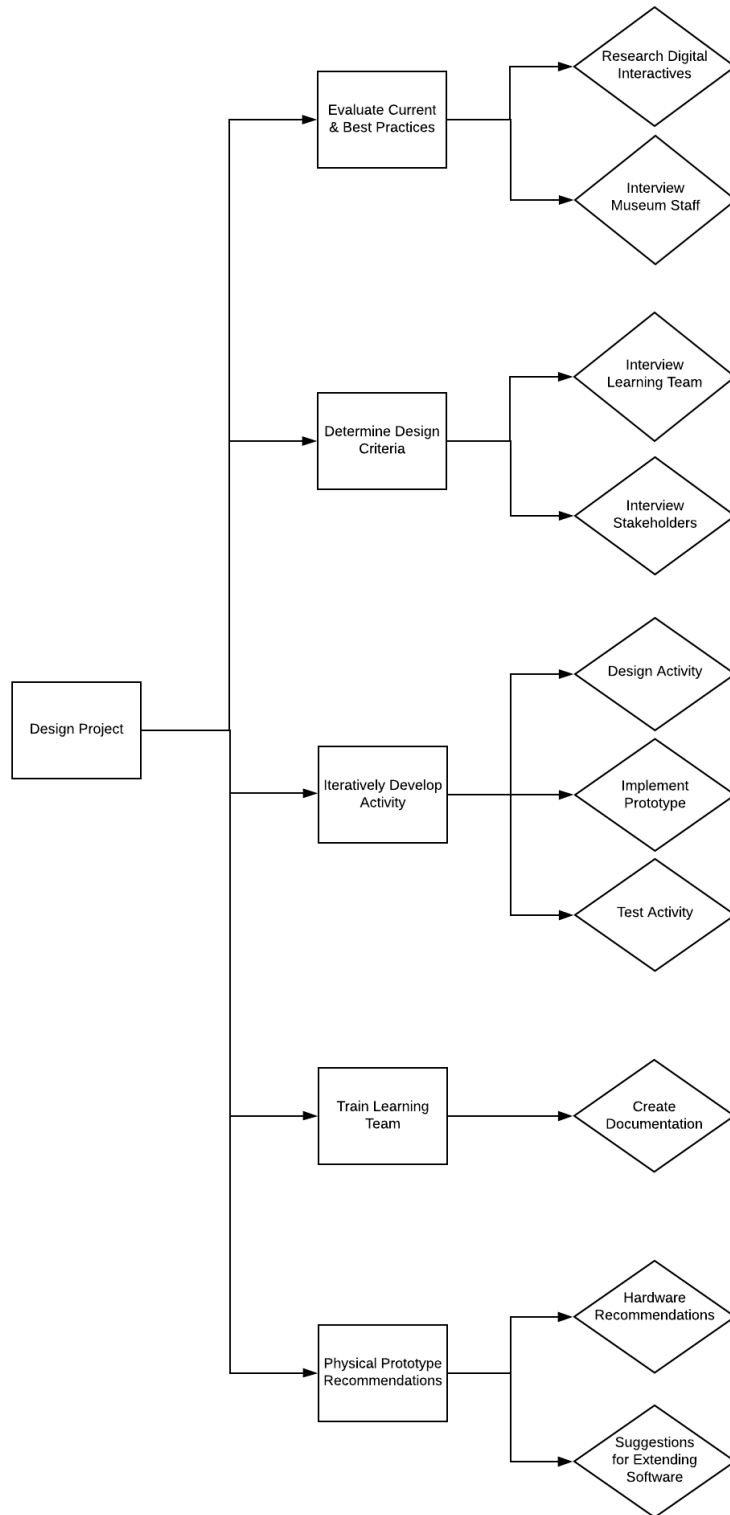 Research Digital
Interactives
Evaluate Current
& Best Practices
Interview
Museum Staff
Interview
Learning Team
Determine Design
Criteria
Interview
Stakeholders
Design Activity
Design Project
Iteratively Develop
Activity
Implement
Prototype
Test Activity
Train Learning
Team
Create
Documentation
Hardware
Recommendations
Physical Prototype
Recommendations
Suggestions
for Extending
Software